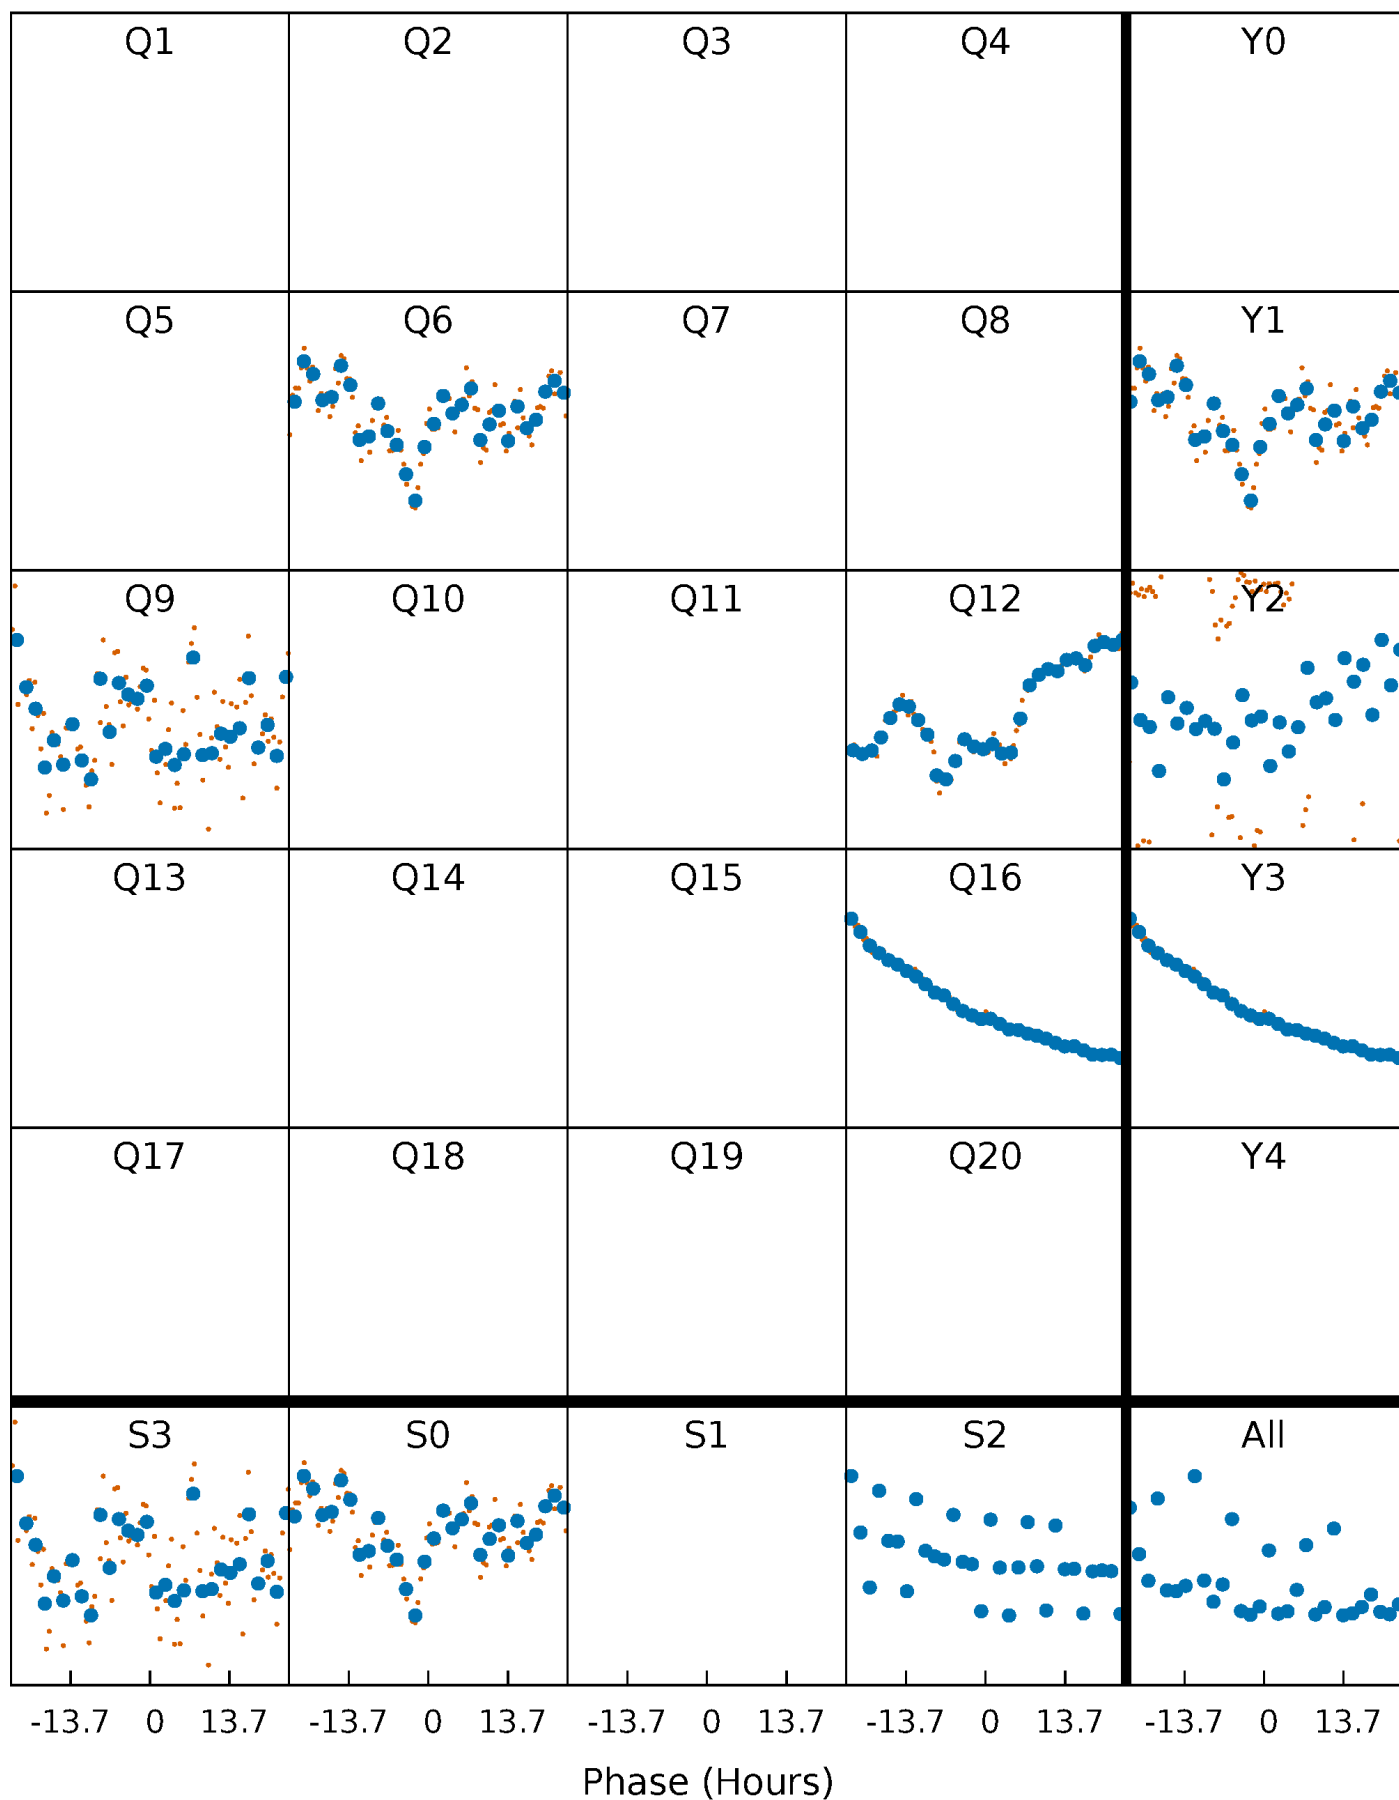 Q1 Q2 Q3 Q4 Y0
Q5 Q6 Q7 Q8 Y1
Q9 Q10 Q11 Q12 Y2
Q13 Q14 Q15 Q16 Y3
Q17 Q18 Q19 Q20 Y4
S3 S0 S1 S2 All
-13.7 0 13.7 -13.7 0 13.7 -13.7 0 13.7 -13.7 0 13.7 -13.7 0 13.7
Phase (Hours)